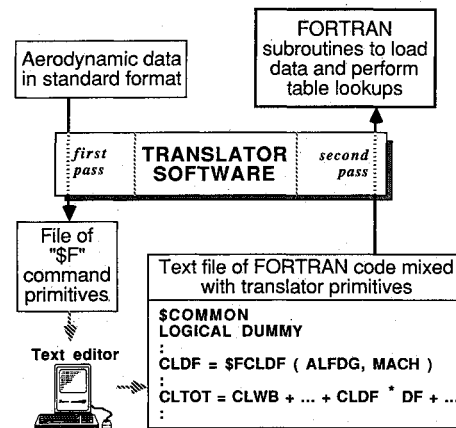 Aerodynamic data
in standard format
FORTRAN
subroutines to load
data and perform
table lookups
first
pass
TRANSLATOR
SOFTWARE
second
pass
File of
"$F"
command
primitives
Text editor
Text file of FORTRAN code mixed
with translator primitives
$COMMON
LOGICAL DUMMY
:
CLDF = $FCLDF ( ALFDG, MACH )
:
CLTOT = CLWB + ... + CLDF * DF + ...
: